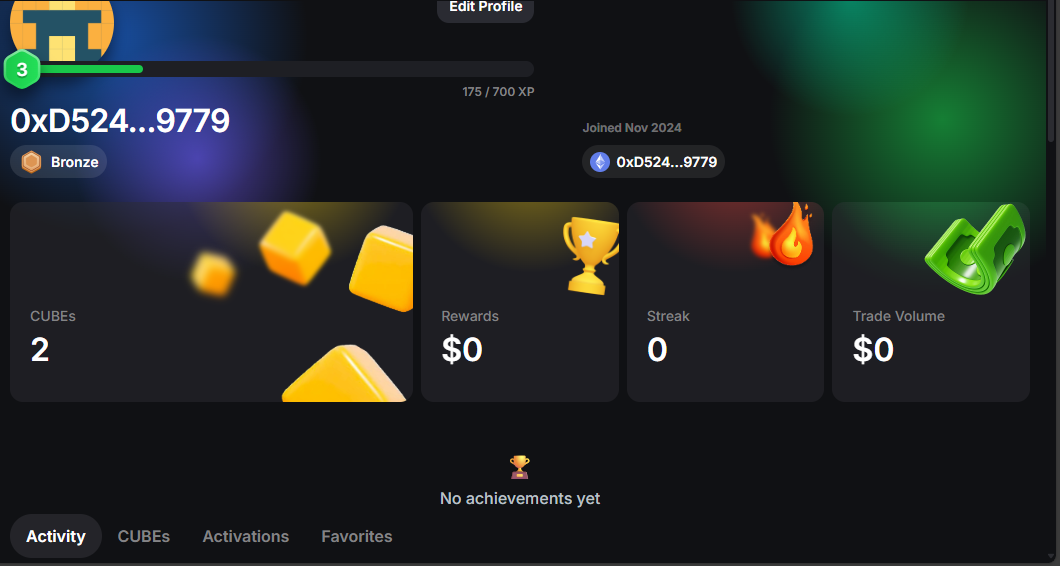 Edit Profile
3
175 / 700 XP
0xD524...9779
Bronze
Joined Nov 2024
0xD524...9779
CUBEs
2
Rewards
$0
Streak
0
Trade Volume
$0
No achievements yet
Activity
CUBEs
Activations
Favorites